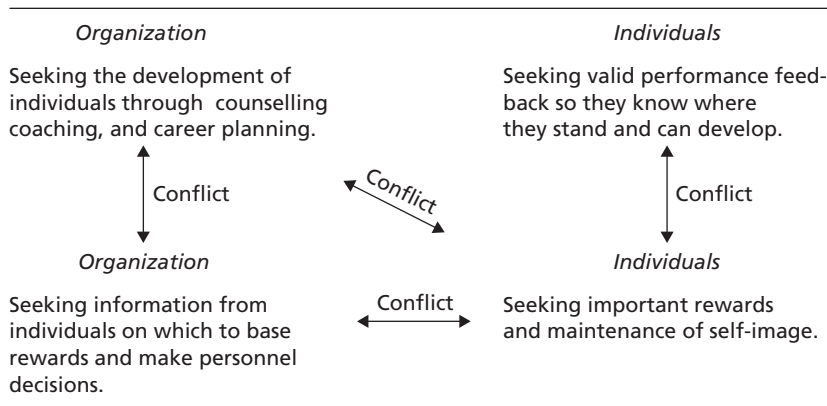 Organization
Individuals
Seeking the development of
individuals through counselling
coaching, and career planning.
Seeking valid performance feed-
back so they know where
they stand and can develop.
Conflict
Conflict
Conflict
Organization
Individuals
Seeking information from
individuals on which to base
rewards and make personnel
decisions.
Conflict
Seeking important rewards
and maintenance of self-image.